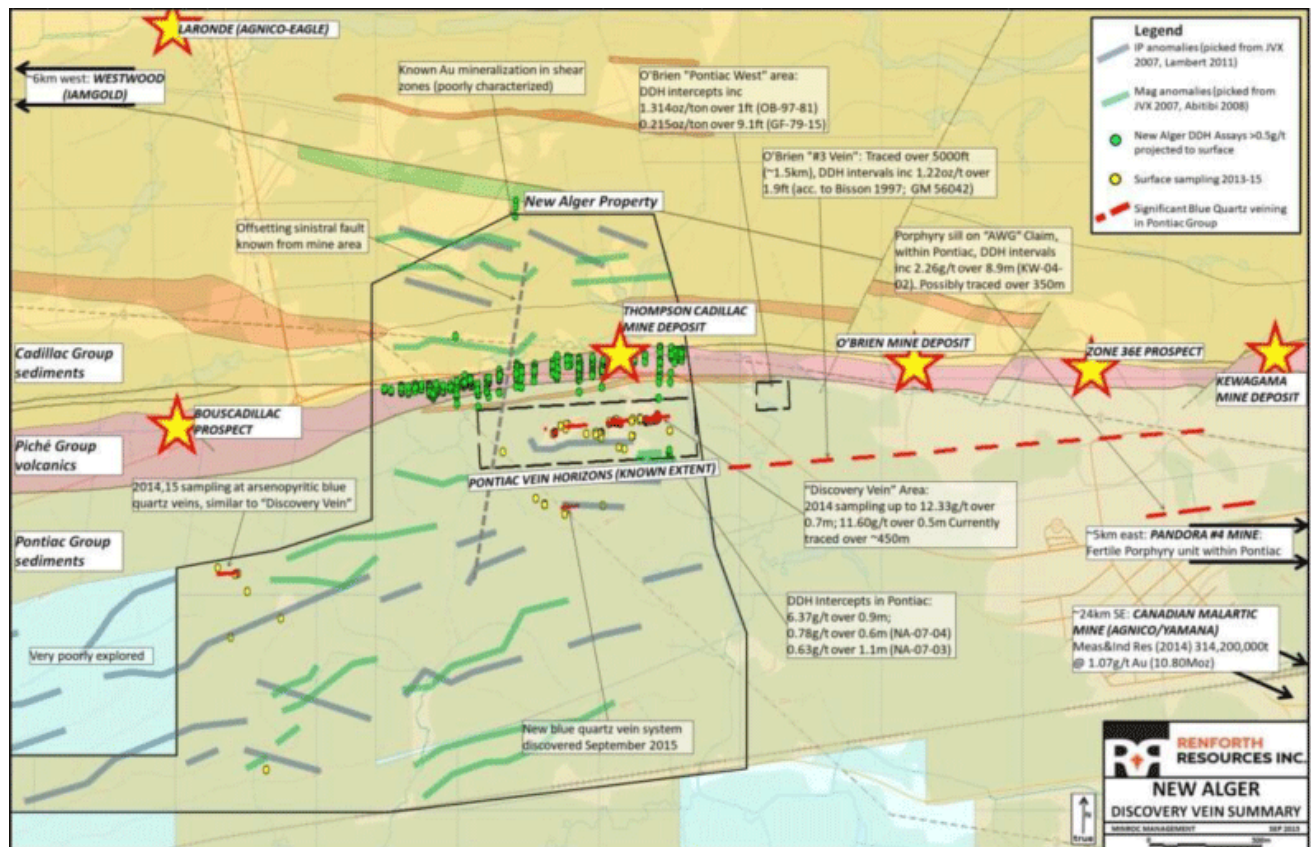 LARONDE (AGNICO-EAGLE)
~6km west: WESTWOOD
(IAMGOLD)
Known Au mineralization in shear
zones (poorly characterized)
O'Brien "Pontiac West" area:
DDH intercepts inc
1.314oz/ton over 1ft (OB-97-81)
0.215oz/ton over 9.1ft (GF-79-15)
Legend
IP anomalies (picked from JVX
2007, Lambert 2011)
Mag anomalies (picked from
JVX 2007, Abitibi 2008)
New Alger DDH Assays >0.5g/t
projected to surface
Surface sampling 2013-15
Significant Blue Quartz veining
in Pontiac Group
O'Brien "#3 Vein": Traced over 5000ft
(~1.5km), DDH intervals inc 1.22oz/t over
1.9ft (acc. to Bisson 1997; GM 56042)
New Alger Property
Offsetting sinistral fault
known from mine area
Porphyry sill on "AWG" Claim,
within Pontiac, DDH intervals
inc 2.26g/t over 8.9m (KW-04-
02). Possibly traced over 350m
THOMPSON CADILLAC
MINE DEPOSIT
O'BRIEN MINE DEPOSIT
ZONE 36E PROSPECT
KEWAGAMA
MINE DEPOSIT
Cadillac Group
sediments
BOUSCADILLAC
PROSPECT
Piché Group
volcanics
PONTIAC VEIN HORIZONS (KNOWN EXTENT)
2014,15 sampling at arsenopyritic blue
quartz veins, similar to "Discovery Vein"
"Discovery Vein" Area:
2014 sampling up to 12.33g/t over
0.7m; 11.60g/t over 0.5m Currently
traced over ~450m
Pontiac Group
sediments
~5km east: PANDORA #4 MINE:
Fertile Porphyry unit within Pontiac
DDH Intercepts in Pontiac:
6.37g/t over 0.9m;
0.78g/t over 0.6m (NA-07-04)
0.63g/t over 1.1m (NA-07-03)
~24km SE: CANADIAN MALARTIC
MINE (AGNICO/YAMANA)
Meas&Ind Res (2014) 314,200,000t
@ 1.07g/t Au (10.80Moz)
Very poorly explored
New blue quartz vein system
discovered September 2015
RENFORTH
RESOURCES INC.
NEW ALGER
DISCOVERY VEIN SUMMARY
MINROC MANAGEMENT
N
true
0 500m